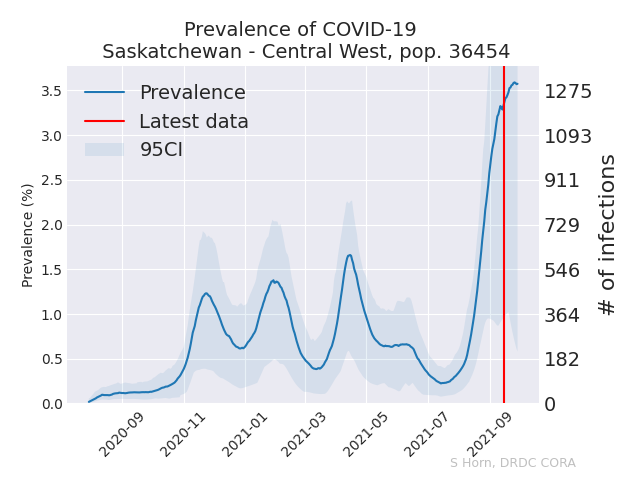 Prevalence of COVID-19
Saskatchewan - Central West, pop. 36454
Prevalence
Latest data
95CI
Prevalence (%)
3.5
3.0
2.5
2.0
1.5
1.0
0.5
0.0
1275
1093
911
729
546
364
182
0
# of infections
2020-09
2020-11
2021-01
2021-03
2021-05
2021-07
2021-09
S Horn, DRDC CORA